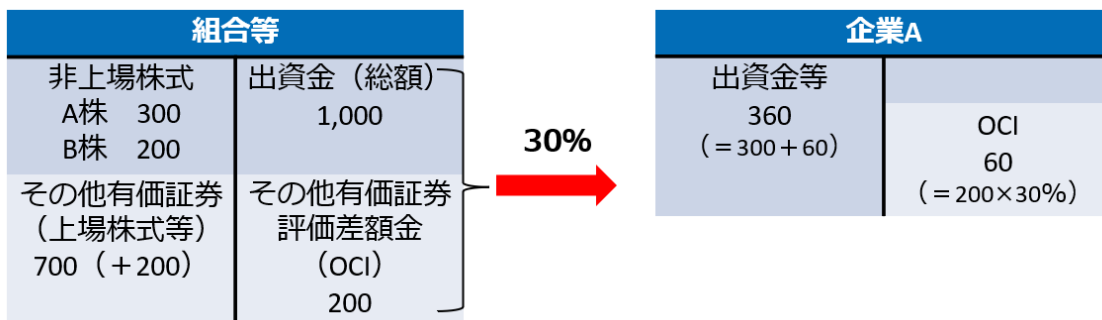 組合等
非上場株式
A株 300
B株 200
出資金（総額）
1,000
その他有価証券
（上場株式等）
700（＋200）
その他有価証券
評価差額金
（OCI）
200
30%
企業A
出資金等
360
（＝300＋60）
OCI
60
（＝200×30%）